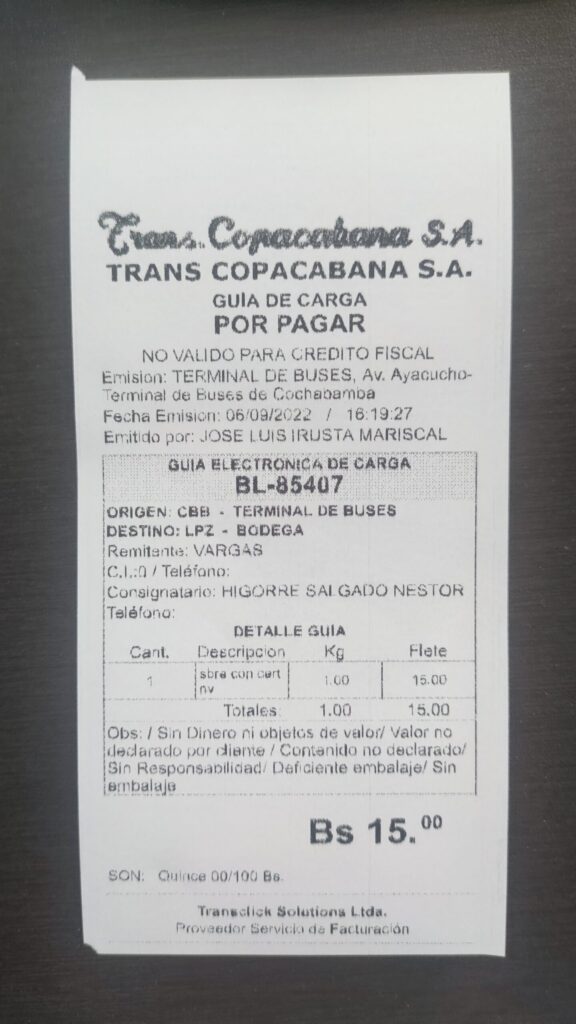 Trans. Copacabana S.A.
TRANS COPACABANA S.A.
GUIA DE CARGA
POR PAGAR
NO VALIDO PARA CREDITO FISCAL
Emision: TERMINAL DE BUSES, Av. Ayacucho-
Terminal de Buses de Cochabamba
Fecha Emision: 06/09/2022 / 16:19:27
Emitido por: JOSE LUIS IRUSTA MARISCAL
GUIA ELECTRONICA DE CARGA
BL-85407
ORIGEN: CBB - TERMINAL DE BUSES
DESTINO: LPZ - BODEGA
Remitente: VARGAS
C.I.:0 / Teléfono:
Consignatario: HIGORRE SALGADO NESTOR
Teléfono:
DETALLE GUIA
Cant. Descripcion Kg Flete
1 sbre con cert nv 1.00 15.00
Totales: 1.00 15.00
Obs: / Sin Dinero ni objetos de valor/ Valor no
declarado por cliente / Contenido no declarado/
Sin Responsabilidad/ Deficiente embalaje/ Sin
embalaje
Bs 15.00
SON: Quince 00/100 Bs.
Transclick Solutions Ltda.
Proveedor Servicio de Facturación